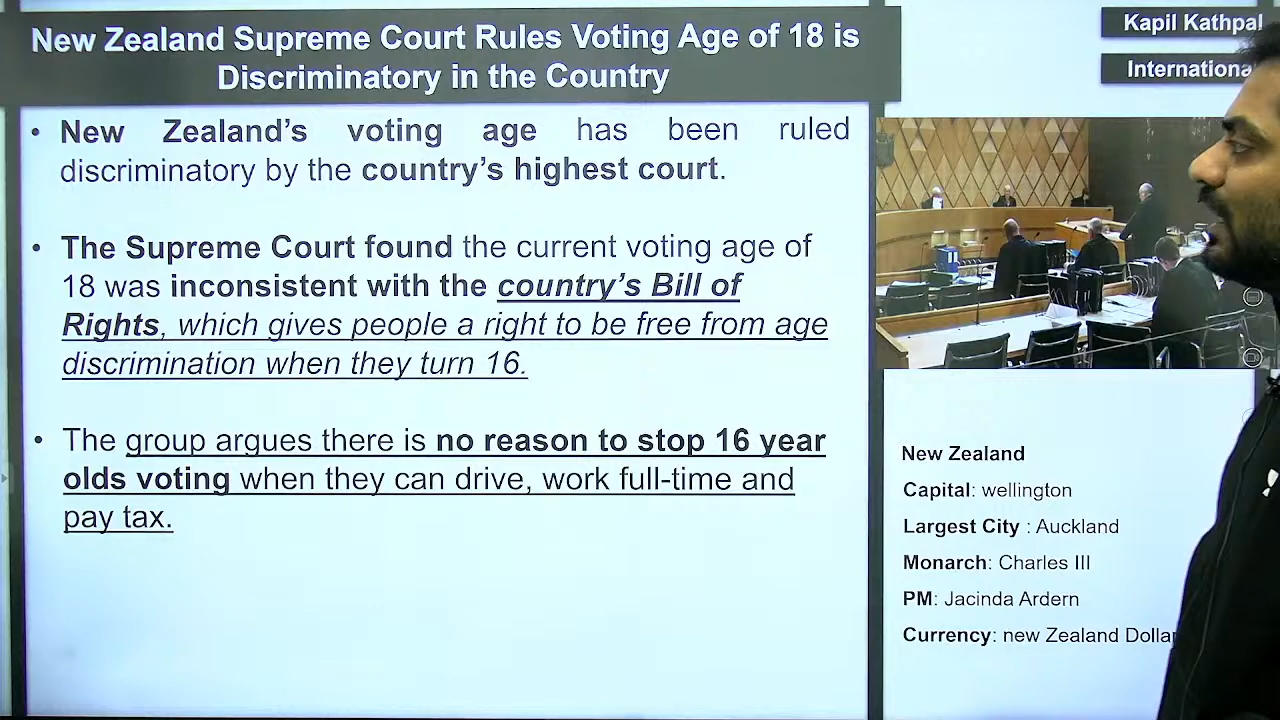 New Zealand Supreme Court Rules Voting Age of 18 is
Discriminatory in the Country
Kapil Kathpal
Internationa
• New Zealand’s voting age has been ruled
discriminatory by the country’s highest court.
• The Supreme Court found the current voting age of
18 was inconsistent with the country’s Bill of
Rights, which gives people a right to be free from age
discrimination when they turn 16.
• The group argues there is no reason to stop 16 year
olds voting when they can drive, work full-time and
pay tax.
New Zealand
Capital: wellington
Largest City : Auckland
Monarch: Charles III
PM: Jacinda Ardern
Currency: new Zealand Dollar